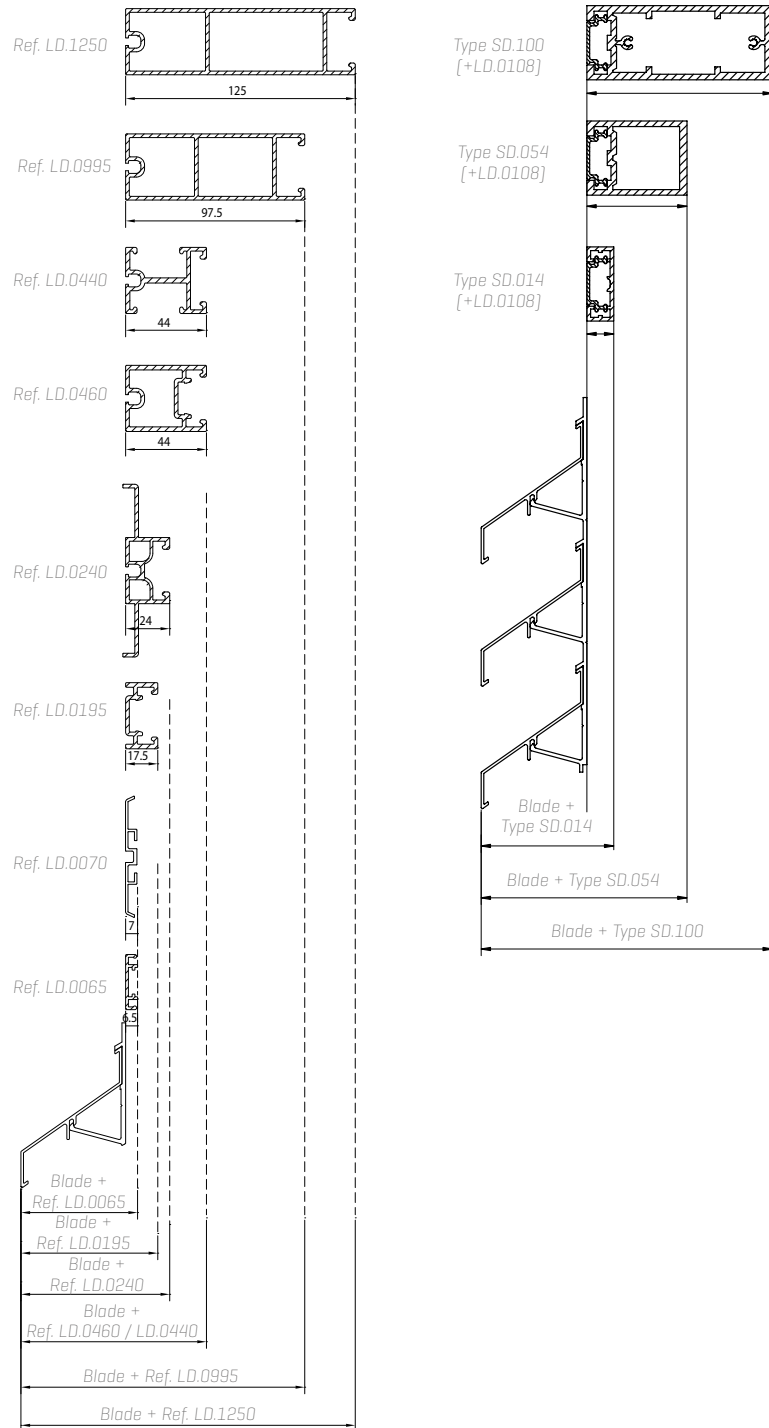 Ref. LD.1250
125
Ref. LD.0995
97.5
Ref. LD.0440
44
Ref. LD.0460
44
Ref. LD.0240
24
Ref. LD.0195
17.5
Ref. LD.0070
7
Ref. LD.0065
6.5
Blade +
Ref. LD.0065
Blade +
Ref. LD.0195
Blade +
Ref. LD.0240
Blade +
Ref. LD.0460 / LD.0440
Blade + Ref. LD.0995
Blade + Ref. LD.1250
Type SD.100
[+LD.0108]
Type SD.054
[+LD.0108]
Type SD.014
[+LD.0108]
Blade +
Type SD.014
Blade + Type SD.054
Blade + Type SD.100